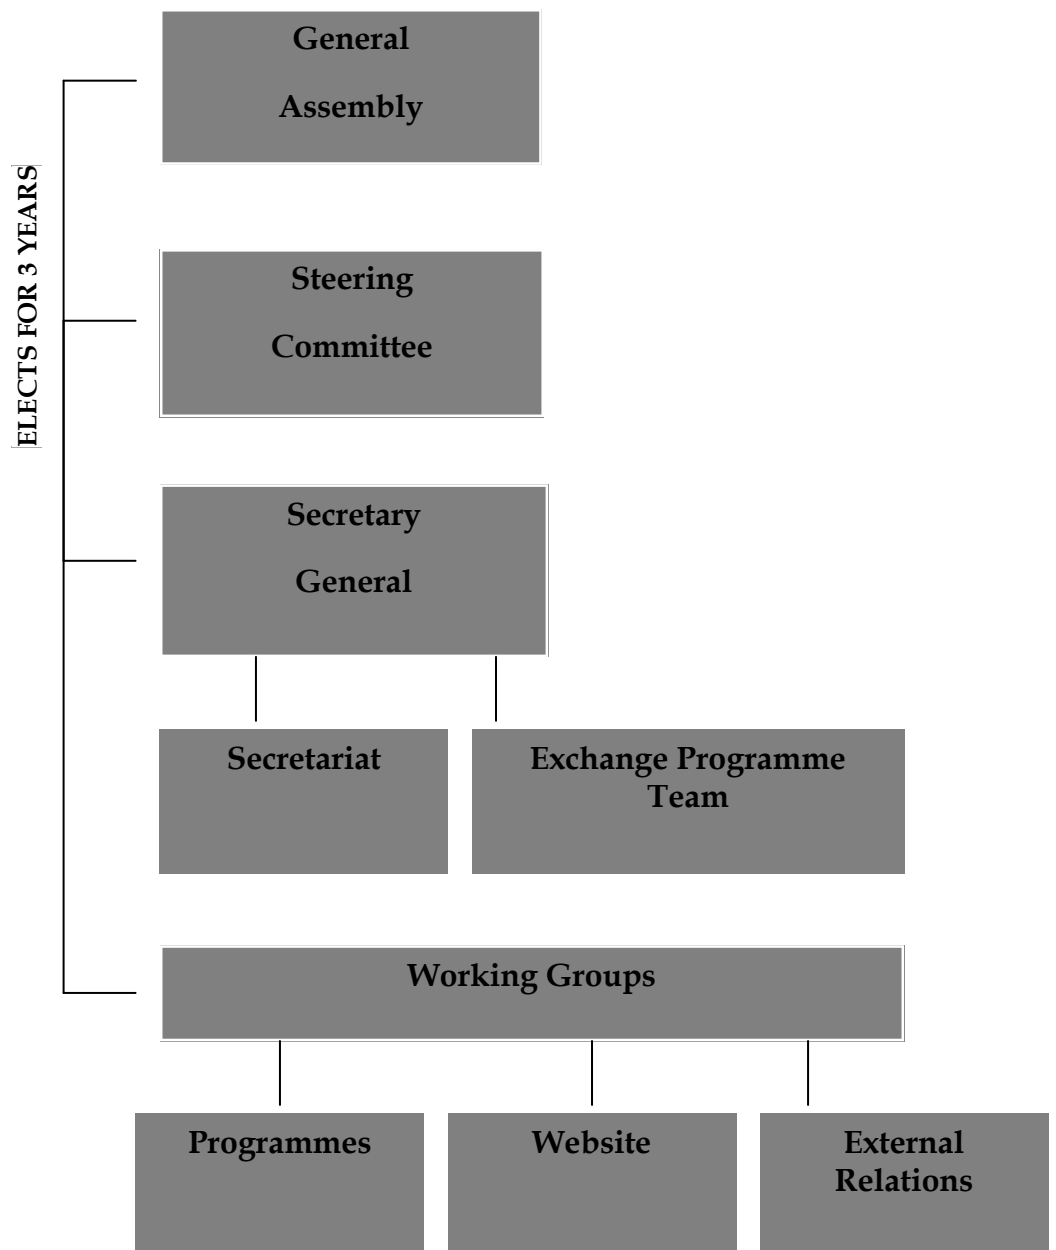 General
Assembly
ELECTS FOR 3 YEARS
Steering
Committee
Secretary
General
Secretariat
Exchange Programme
Team
Working Groups
Programmes
Website
External
Relations